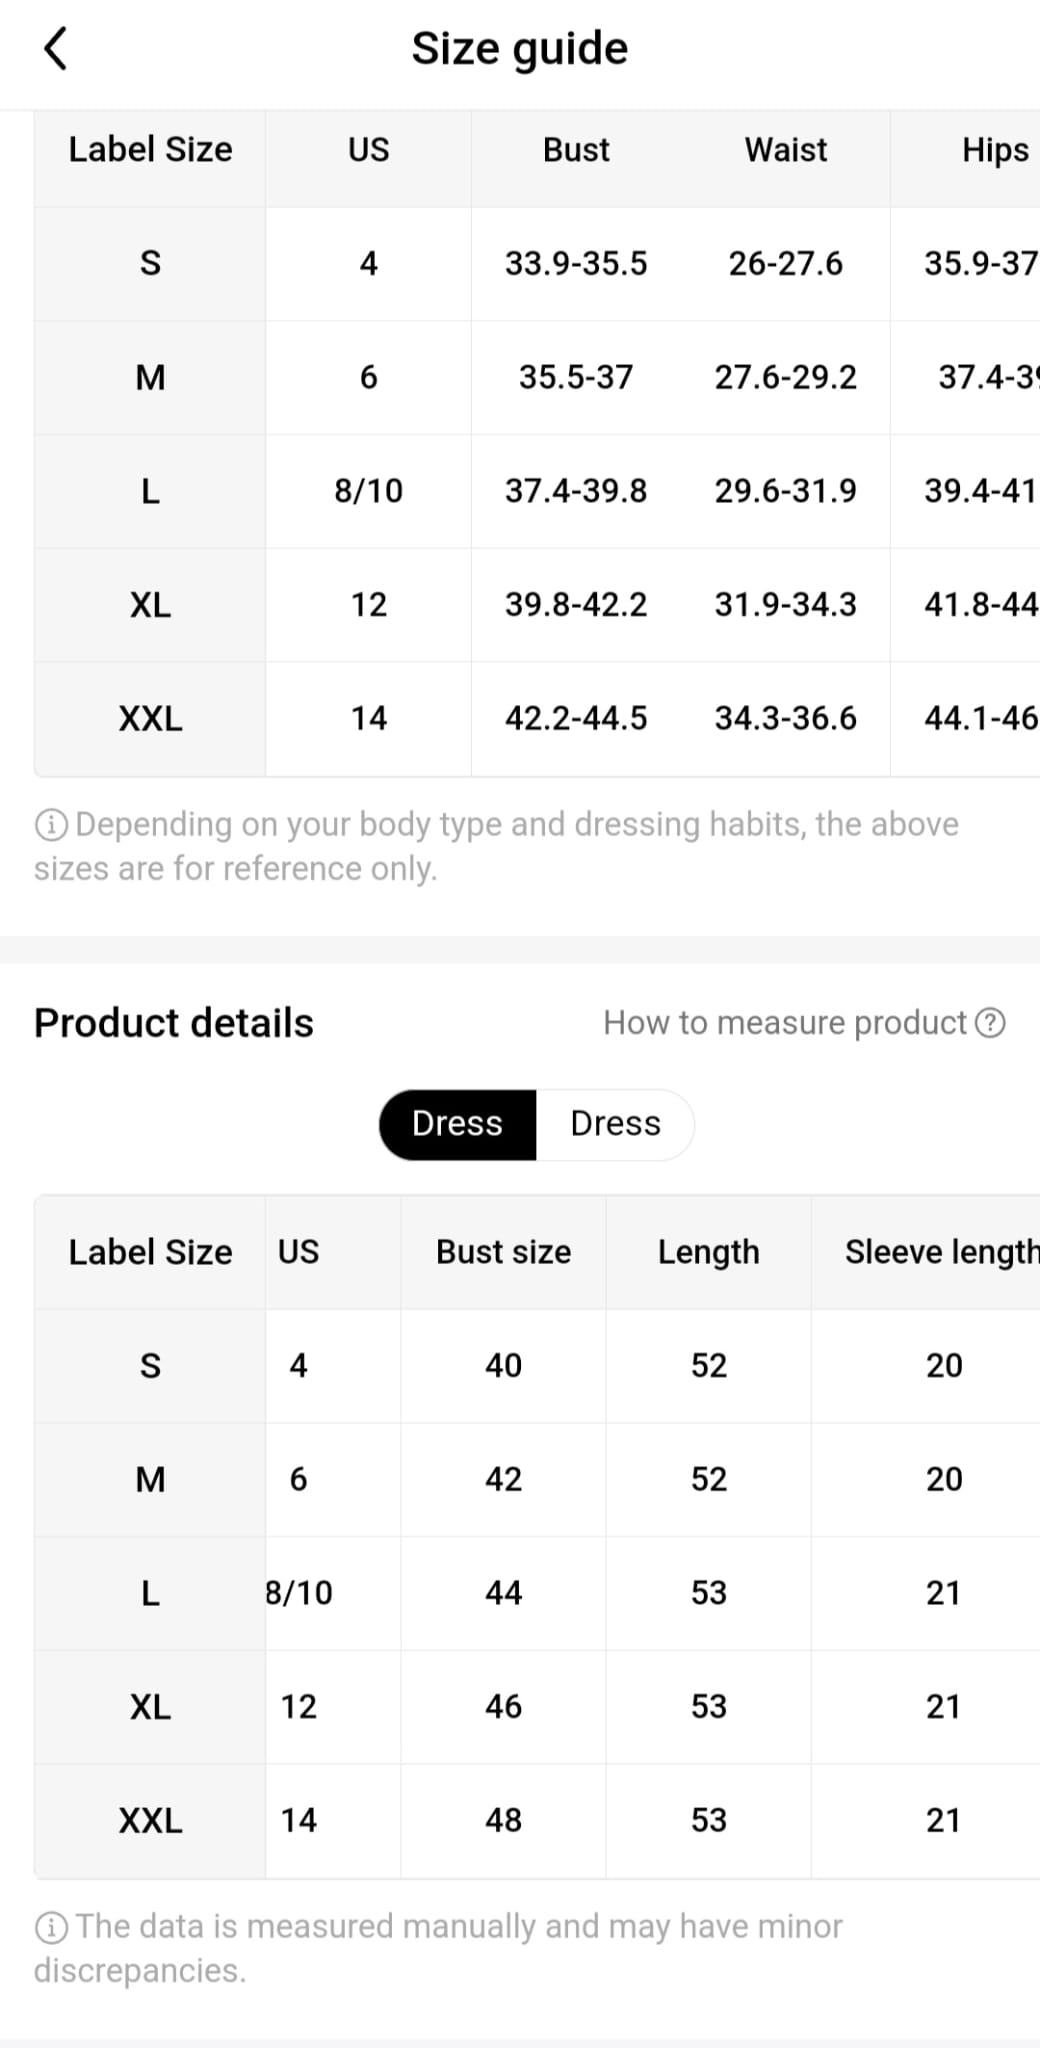 Size guide
Label Size US Bust Waist Hips
S 4 33.9-35.5 26-27.6 35.9-37
M 6 35.5-37 27.6-29.2 37.4-39
L 8/10 37.4-39.8 29.6-31.9 39.4-41
XL 12 39.8-42.2 31.9-34.3 41.8-44
XXL 14 42.2-44.5 34.3-36.6 44.1-46
Depending on your body type and dressing habits, the above
sizes are for reference only.
Product details How to measure product
Dress Dress
Label Size US Bust size Length Sleeve length
S 4 40 52 20
M 6 42 52 20
L 8/10 44 53 21
XL 12 46 53 21
XXL 14 48 53 21
The data is measured manually and may have minor
discrepancies.